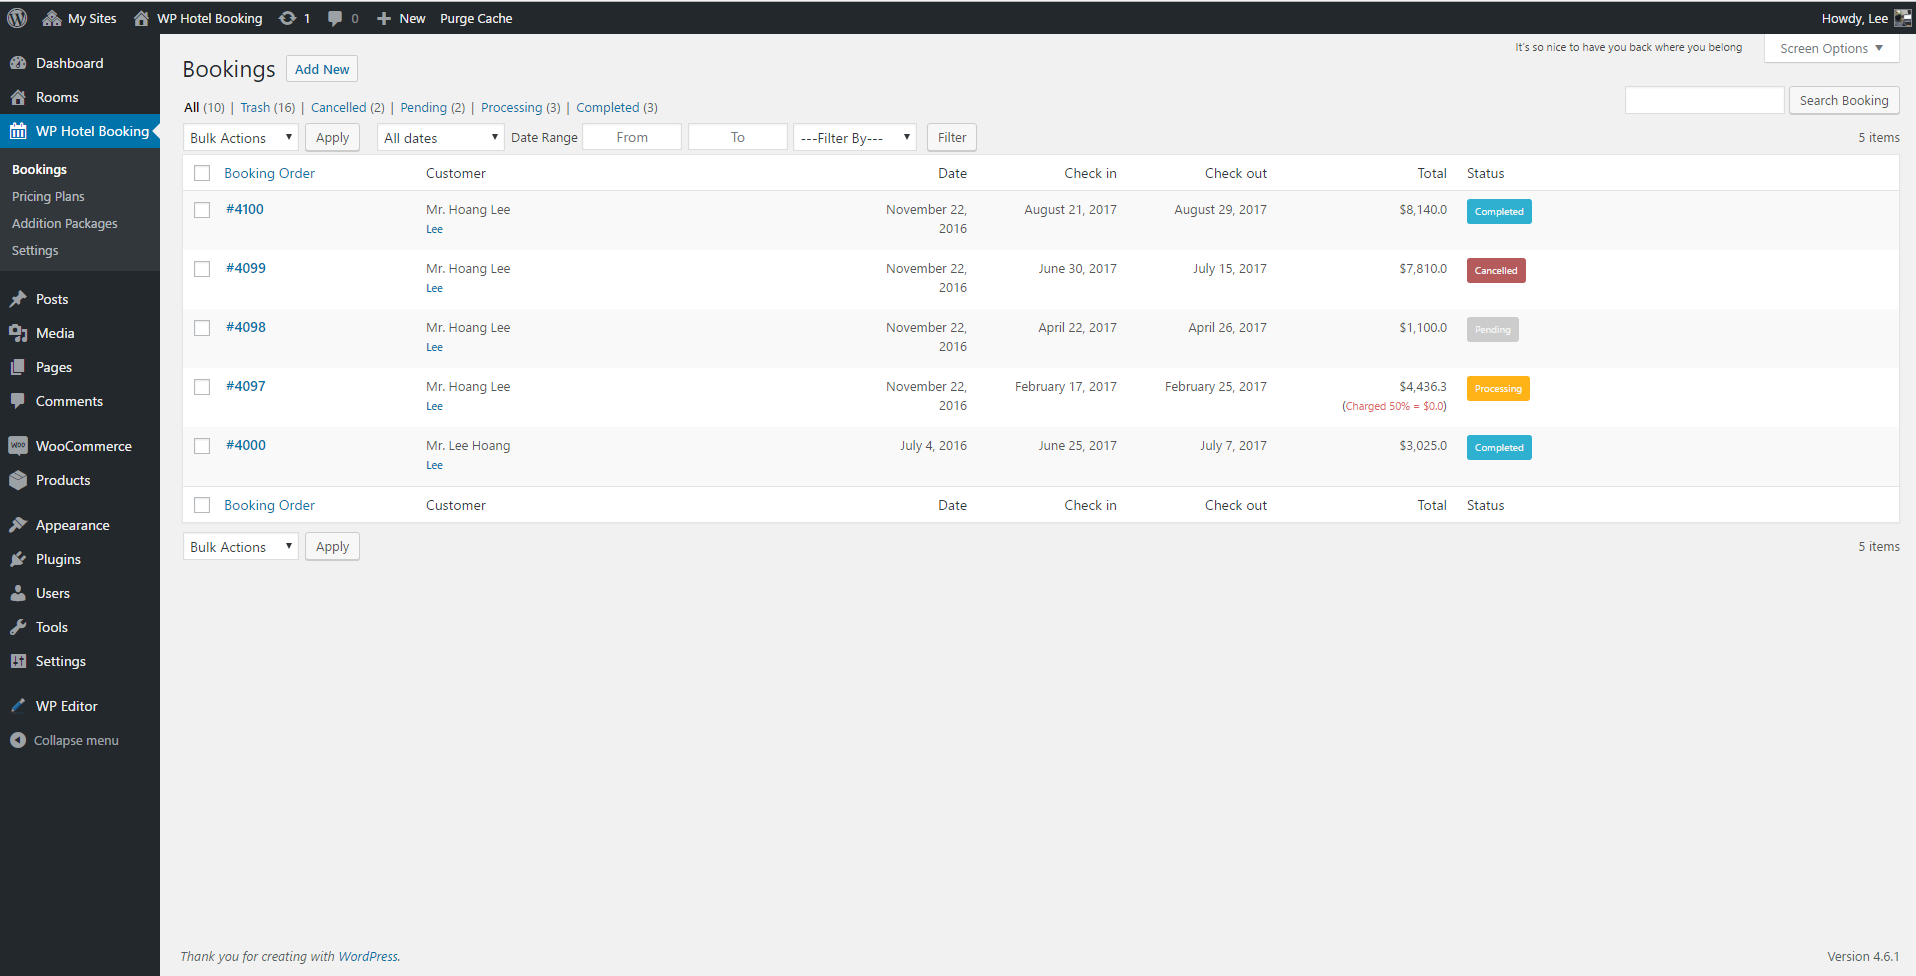 My Sites WP Hotel Booking 1 0 New Purge Cache Howdy, Lee
It's so nice to have you back where you belong Screen Options ▼
Dashboard
Rooms
WP Hotel Booking
Bookings
Pricing Plans
Addition Packages
Settings
Posts
Media
Pages
Comments
WooCommerce
Products
Appearance
Plugins
Users
Tools
Settings
WP Editor
Collapse menu
Bookings Add New
All (10) | Trash (16) | Cancelled (2) | Pending (2) | Processing (3) | Completed (3)
Search Booking
Bulk Actions Apply All dates Date Range From To ---Filter By--- Filter 5 items
Booking Order Customer Date Check in Check out Total Status
#4100 Mr. Hoang Lee November 22, August 21, 2017 August 29, 2017 $8,140.0 Completed
Lee 2016
#4099 Mr. Hoang Lee November 22, June 30, 2017 July 15, 2017 $7,810.0 Cancelled
Lee 2016
#4098 Mr. Hoang Lee November 22, April 22, 2017 April 26, 2017 $1,100.0 Pending
Lee 2016
#4097 Mr. Hoang Lee November 22, February 17, 2017 February 25, 2017 $4,436.3 Processing
Lee 2016 (Charged 50% = $0.0)
#4000 Mr. Lee Hoang July 4, 2016 June 25, 2017 July 7, 2017 $3,025.0 Completed
Lee
Booking Order Customer Date Check in Check out Total Status
Bulk Actions Apply 5 items
Thank you for creating with WordPress. Version 4.6.1